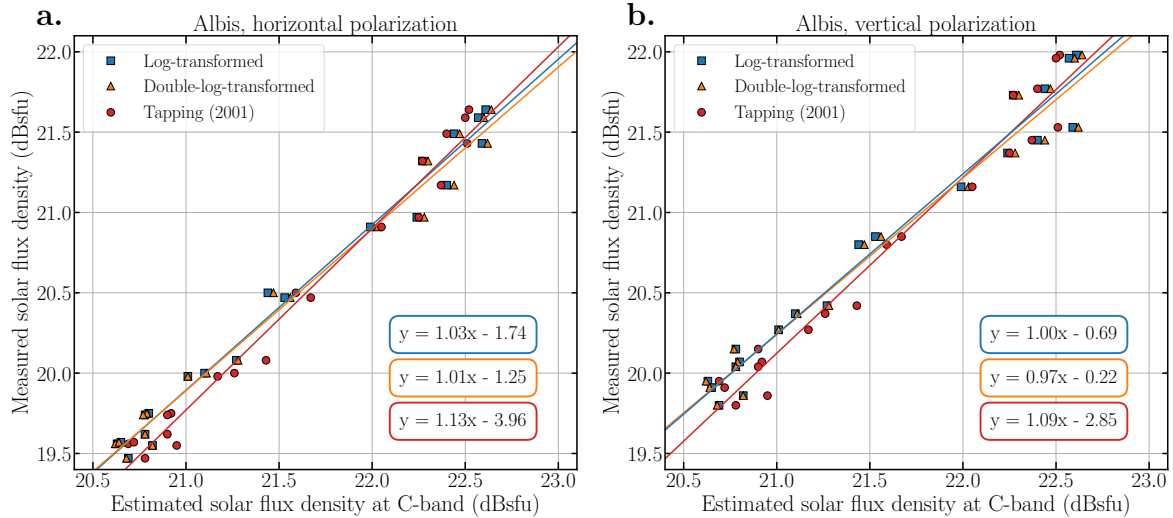 a.
Albis, horizontal polarization
Log-transformed
Double-log-transformed
Tapping (2001)
22.0
21.5
21.0
20.5
20.0
19.5
Measured solar flux density (dBsfu)
y = 1.03x - 1.74
y = 1.01x - 1.25
y = 1.13x - 3.96
20.5 21.0 21.5 22.0 22.5 23.0
Estimated solar flux density at C-band (dBsfu)
b.
Albis, vertical polarization
Log-transformed
Double-log-transformed
Tapping (2001)
22.0
21.5
21.0
20.5
20.0
19.5
Measured solar flux density (dBsfu)
y = 1.00x - 0.69
y = 0.97x - 0.22
y = 1.09x - 2.85
20.5 21.0 21.5 22.0 22.5 23.0
Estimated solar flux density at C-band (dBsfu)